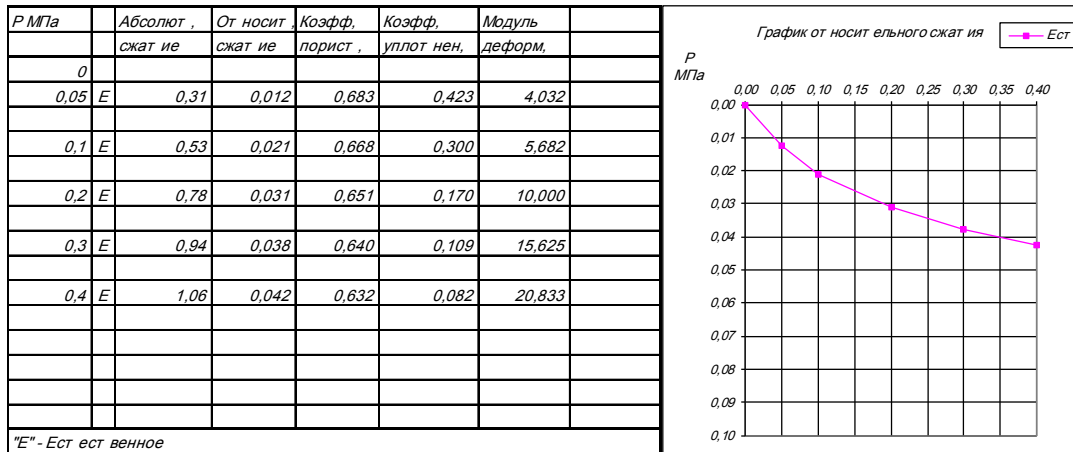 Р МПа Абсолют , От носит , Коэфф, Коэфф, Модуль
сжат ие сжат ие порист , уплот нен, деформ,
0
0,05 Е 0,31 0,012 0,683 0,423 4,032
0,1 Е 0,53 0,021 0,668 0,300 5,682
0,2 Е 0,78 0,031 0,651 0,170 10,000
0,3 Е 0,94 0,038 0,640 0,109 15,625
0,4 Е 1,06 0,042 0,632 0,082 20,833
"Е" - Ест ест венное
График от носит ельного сжат ия
Ест
Р
МПа
0,00 0,05 0,10 0,15 0,20 0,25 0,30 0,35 0,40
0,00
0,01
0,02
0,03
0,04
0,05
0,06
0,07
0,08
0,09
0,10